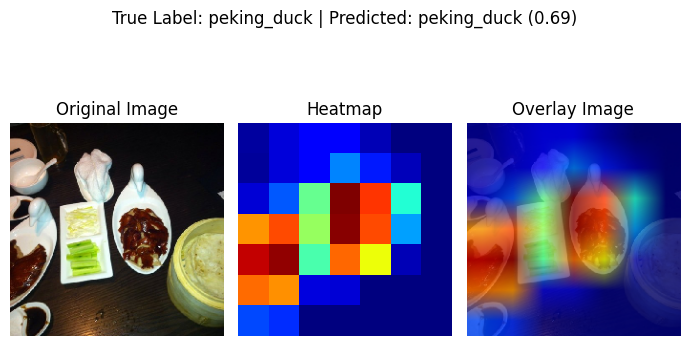 True Label: peking_duck | Predicted: peking_duck (0.69)
Original Image
Heatmap
Overlay Image